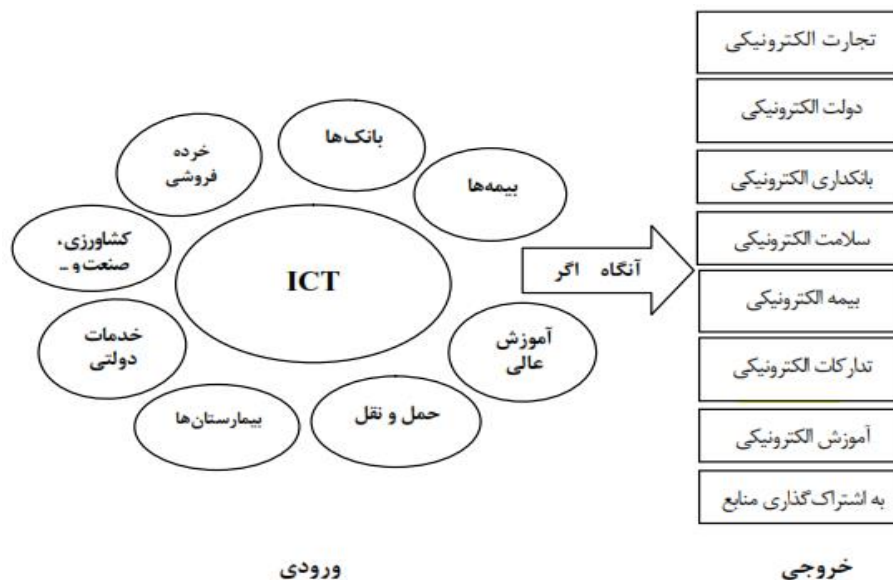 تجارت الکترونیکی
دولت الکترونیکی
بانکداری الکترونیکی
سلامت الکترونیکی
بیمه الکترونیکی
تدارکات الکترونیکی
آموزش الکترونیکی
به اشتراک‌گذاری منابع
خروجی
آنگاه اگر
بیمه‌ها
بانک‌ها
خرده
فروشی
کشاورزی،
صنعت و ...
خدمات
دولتی
بیمارستان‌ها
حمل و نقل
آموزش
عالی
ICT
ورودی